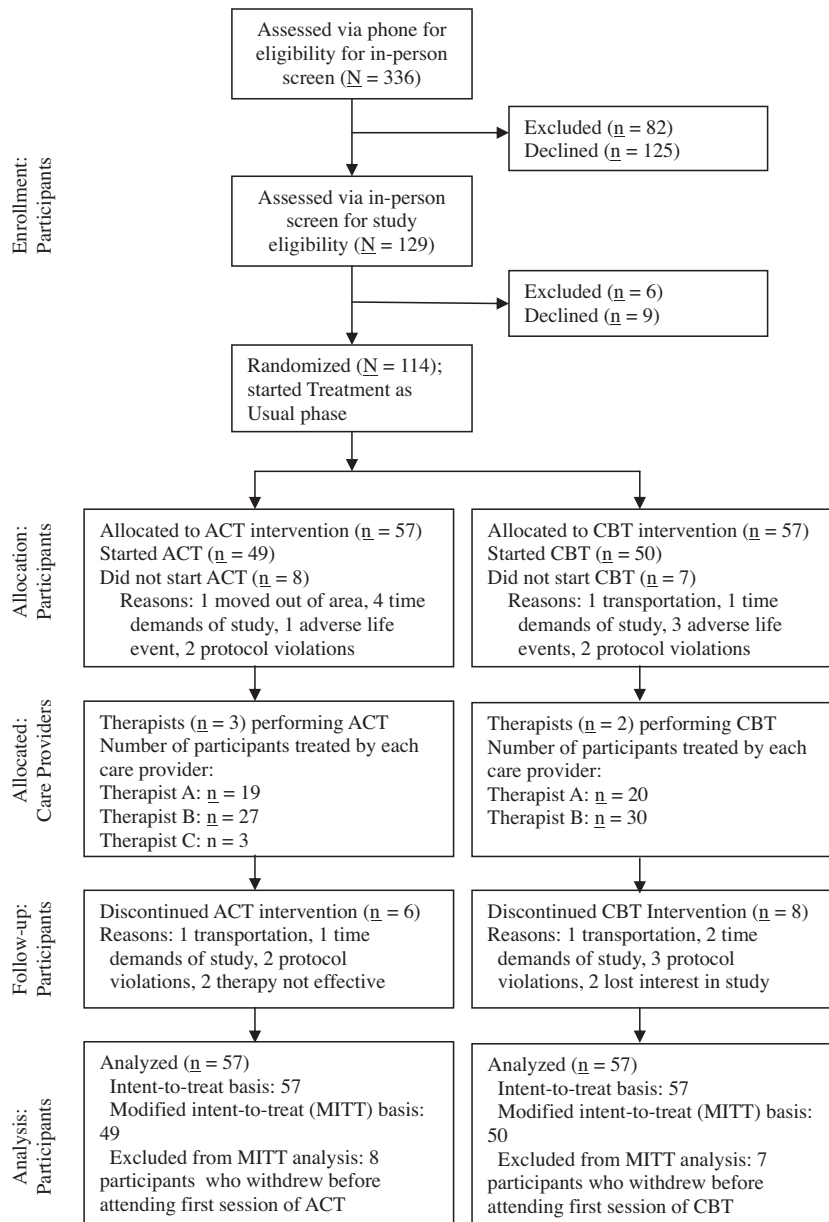 Assessed via phone for
eligibility for in-person
screen (N = 336)
Excluded (n = 82)
Declined (n = 125)
Enrollment:
Participants
Assessed via in-person
screen for study
eligibility (N = 129)
Excluded (n = 6)
Declined (n = 9)
Randomized (N = 114);
started Treatment as
Usual phase
Allocation:
Participants
Allocated to ACT intervention (n = 57)
Started ACT (n = 49)
Did not start ACT (n = 8)
Reasons: 1 moved out of area, 4 time
demands of study, 1 adverse life
event, 2 protocol violations
Allocated to CBT intervention (n = 57)
Started CBT (n = 50)
Did not start CBT (n = 7)
Reasons: 1 transportation, 1 time
demands of study, 3 adverse life
events, 2 protocol violations
Allocated:
Care Providers
Therapists (n = 3) performing ACT
Number of participants treated by each
care provider:
Therapist A: n = 19
Therapist B: n = 27
Therapist C: n = 3
Therapists (n = 2) performing CBT
Number of participants treated by each
care provider:
Therapist A: n = 20
Therapist B: n = 30
Follow-up:
Participants
Discontinued ACT intervention (n = 6)
Reasons: 1 transportation, 1 time
demands of study, 2 protocol
violations, 2 therapy not effective
Discontinued CBT Intervention (n = 8)
Reasons: 1 transportation, 2 time
demands of study, 3 protocol
violations, 2 lost interest in study
Analysis:
Participants
Analyzed (n = 57)
Intent-to-treat basis: 57
Modified intent-to-treat (MITT) basis:
49
Excluded from MITT analysis: 8
participants who withdrew before
attending first session of ACT
Analyzed (n = 57)
Intent-to-treat basis: 57
Modified intent-to-treat (MITT) basis:
50
Excluded from MITT analysis: 7
participants who withdrew before
attending first session of CBT